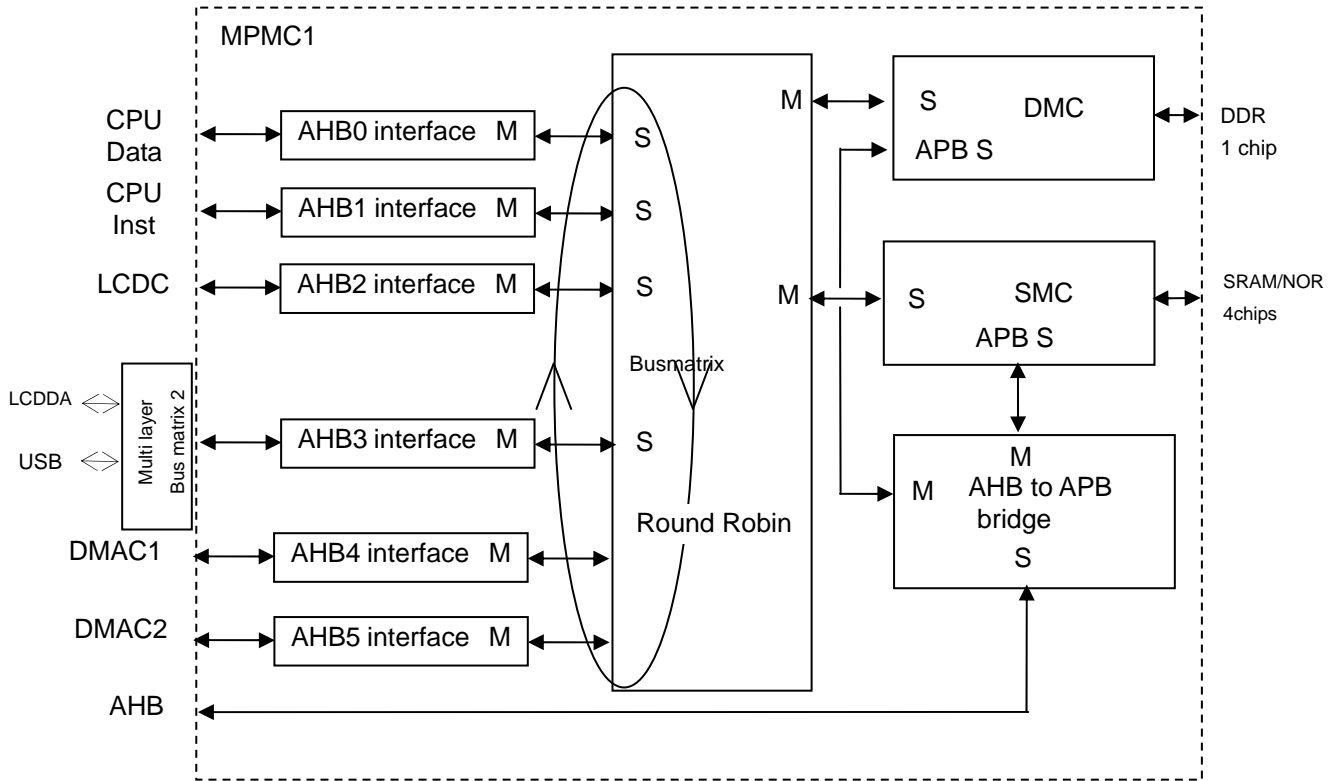 MPMC1
CPU
Data
AHB0 interface M
S
M
S
DMC
APB S
DDR
1 chip
CPU
Inst
AHB1 interface M
S
LCDC
AHB2 interface M
S
M
S
SMC
APB S
SRAM/NOR
4chips
Busmatrix
LCDDA
USB
Multi layer
Bus matrix 2
AHB3 interface M
S
M
M
AHB to APB
bridge
S
Round Robin
DMAC1
AHB4 interface M
DMAC2
AHB5 interface M
AHB